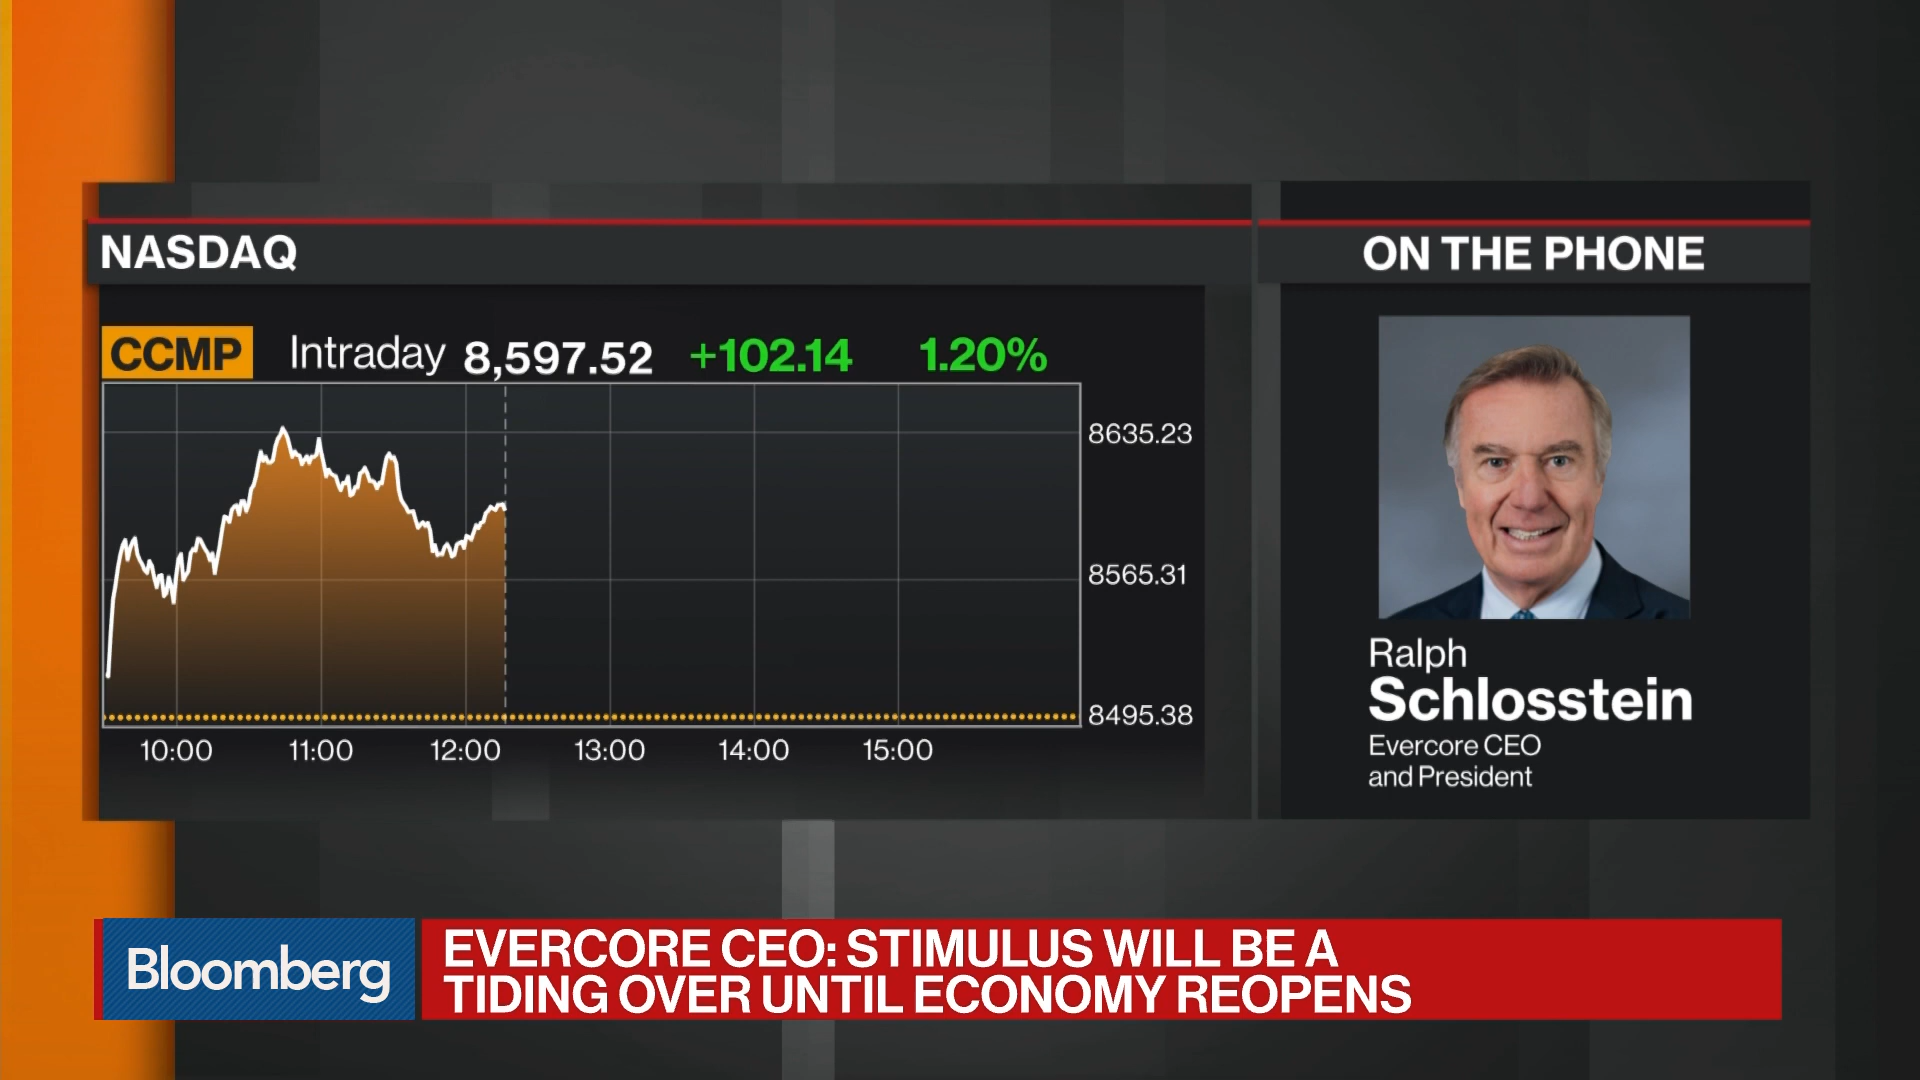 NASDAQ
CCMP Intraday 8,597.52 +102.14 1.20%
8635.23
8565.31
8495.38
10:00 11:00 12:00 13:00 14:00 15:00
ON THE PHONE
Ralph
Schlosstein
Evercore CEO
and President
Bloomberg
EVERCORE CEO: STIMULUS WILL BE A
TIDING OVER UNTIL ECONOMY REOPENS